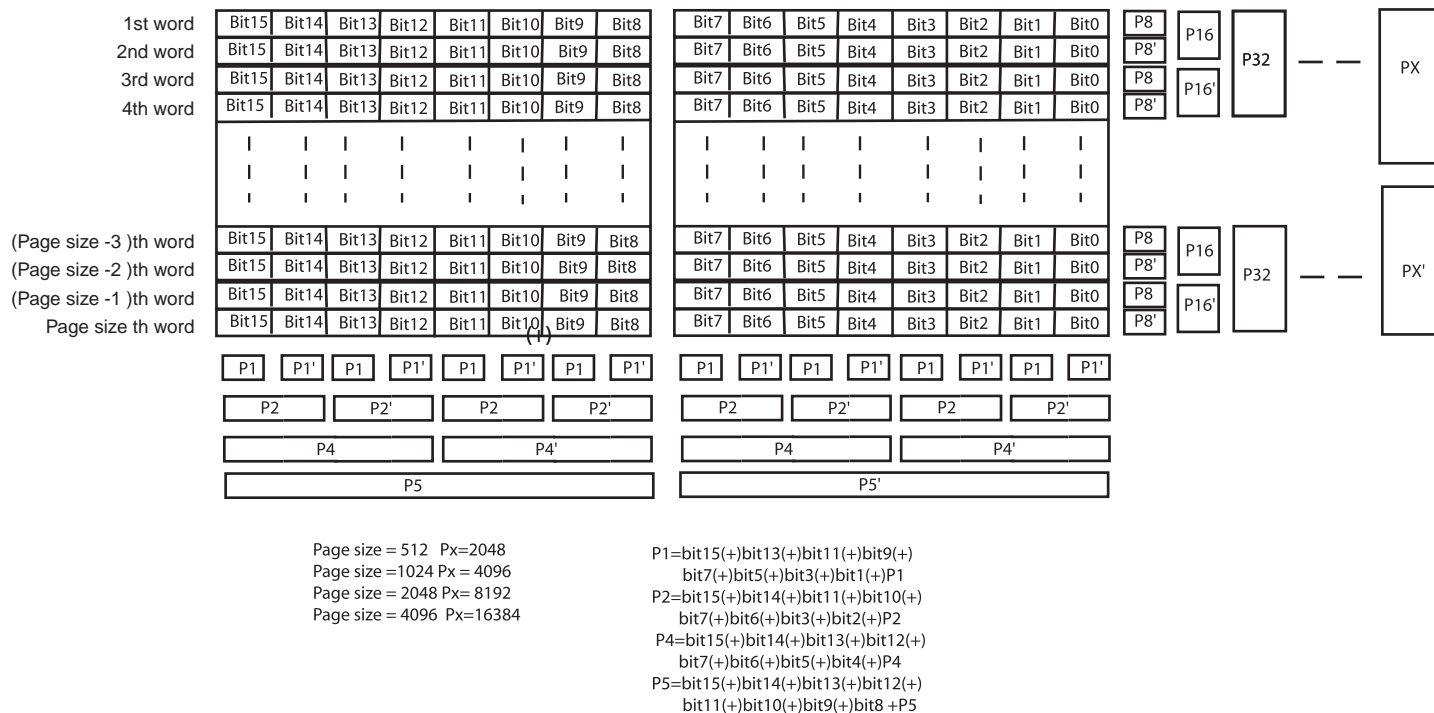 1st word Bit15 Bit14 Bit13 Bit12 Bit11 Bit10 Bit9 Bit8 Bit7 Bit6 Bit5 Bit4 Bit3 Bit2 Bit1 Bit0 P8 P16 P32 PX
2nd word Bit15 Bit14 Bit13 Bit12 Bit11 Bit10 Bit9 Bit8 Bit7 Bit6 Bit5 Bit4 Bit3 Bit2 Bit1 Bit0 P8'
3rd word Bit15 Bit14 Bit13 Bit12 Bit11 Bit10 Bit9 Bit8 Bit7 Bit6 Bit5 Bit4 Bit3 Bit2 Bit1 Bit0 P8 P16'
4th word Bit15 Bit14 Bit13 Bit12 Bit11 Bit10 Bit9 Bit8 Bit7 Bit6 Bit5 Bit4 Bit3 Bit2 Bit1 Bit0 P8'
(Page size -3 )th word Bit15 Bit14 Bit13 Bit12 Bit11 Bit10 Bit9 Bit8 Bit7 Bit6 Bit5 Bit4 Bit3 Bit2 Bit1 Bit0 P8 P16 P32 PX'
(Page size -2 )th word Bit15 Bit14 Bit13 Bit12 Bit11 Bit10 Bit9 Bit8 Bit7 Bit6 Bit5 Bit4 Bit3 Bit2 Bit1 Bit0 P8'
(Page size -1 )th word Bit15 Bit14 Bit13 Bit12 Bit11 Bit10 Bit9 Bit8 Bit7 Bit6 Bit5 Bit4 Bit3 Bit2 Bit1 Bit0 P8 P16'
Page size th word Bit15 Bit14 Bit13 Bit12 Bit11 Bit10 Bit9 Bit8 Bit7 Bit6 Bit5 Bit4 Bit3 Bit2 Bit1 Bit0 P8'
P1 P1' P1 P1' P1 P1' P1 P1' P1 P1' P1 P1' P1 P1' P1 P1'
P2 P2' P2 P2' P2 P2' P2 P2'
P4 P4' P4 P4'
P5 P5'
Page size = 512 Px=2048
Page size =1024 Px = 4096
Page size = 2048 Px= 8192
Page size = 4096 Px=16384
P1=bit15(+)bit13(+)bit11(+)bit9(+)
bit7(+)bit5(+)bit3(+)bit1(+)P1
P2=bit15(+)bit14(+)bit11(+)bit10(+)
bit7(+)bit6(+)bit3(+)bit2(+)P2
P4=bit15(+)bit14(+)bit13(+)bit12(+)
bit7(+)bit6(+)bit5(+)bit4(+)P4
P5=bit15(+)bit14(+)bit13(+)bit12(+)
bit11(+)bit10(+)bit9(+)bit8 +P5